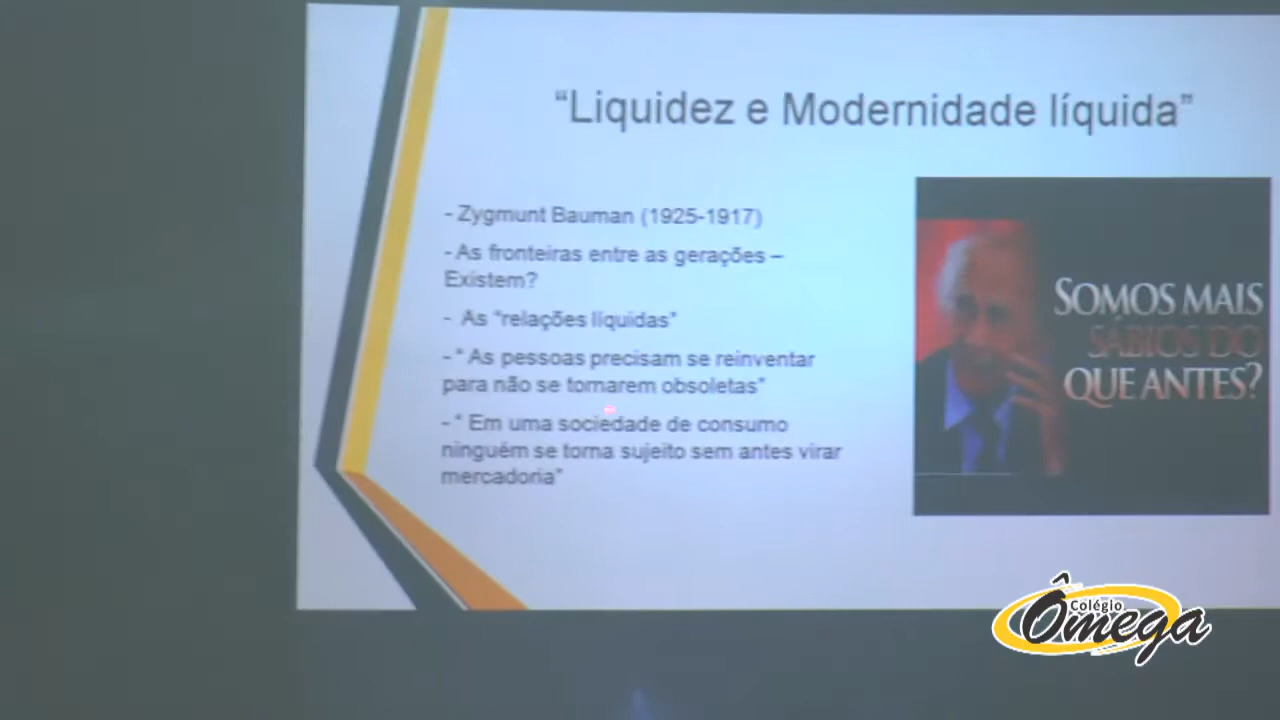 “Liquidez e Modernidade líquida”
- Zygmunt Bauman (1925-1917)
- As fronteiras entre as gerações –
Existem?
- As “relações líquidas”
- “ As pessoas precisam se reinventar
para não se tornarem obsoletas”
- “ Em uma sociedade de consumo
ninguém se torna sujeito sem antes virar
mercadoria”
SOMOS MAIS
SÁBIOS DO
QUE ANTES?
Colégio
Ômega